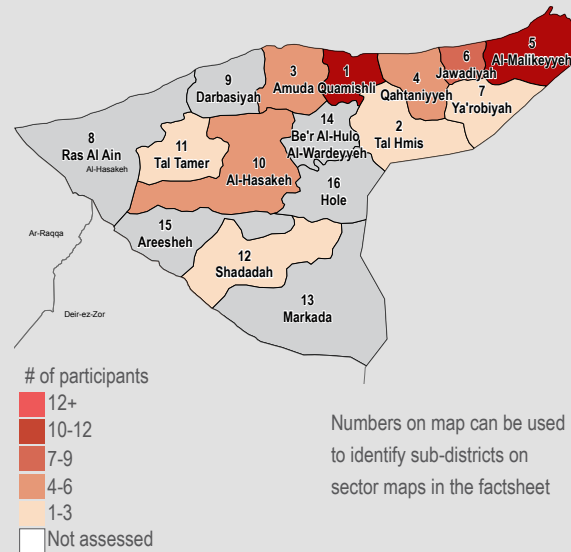 5
Al-Malikeyyeh
6
Jawadiyah
3
Amuda
1
Quamishli
4
Qahtaniyyeh
7
Ya'robiyah
9
Darbasiyah
14
Be'r Al-Hulo
Al-Wardeyyeh
2
Tal Hmis
8
Ras Al Ain
Al-Hasakeh
11
Tal Tamer
10
Al-Hasakeh
16
Hole
15
Areesheh
Ar-Raqqa
12
Shadadah
13
Markada
Deir-ez-Zor
# of participants
12+
10-12
7-9
4-6
1-3
Not assessed
Numbers on map can be used
to identify sub-districts on
sector maps in the factsheet